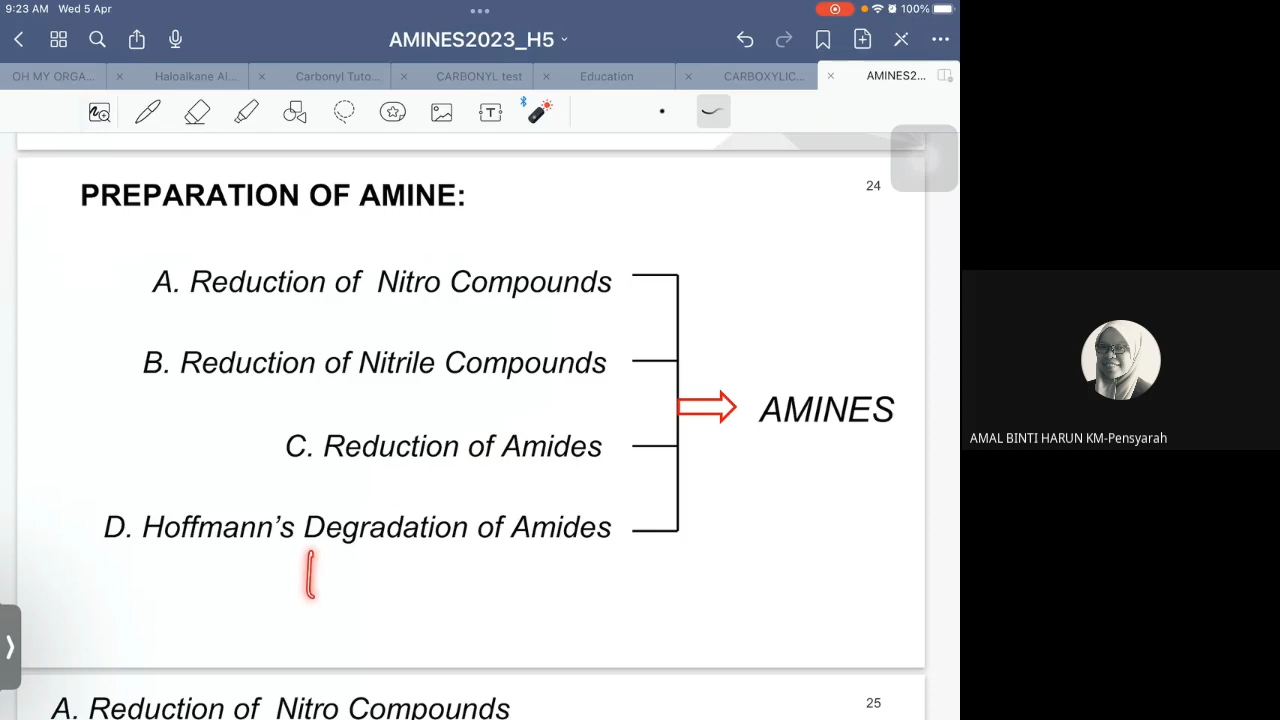 9:23 AM Wed 5 Apr
100%
AMINES2023_H5
OH MY ORGA...
Haloalkane Al...
Carbonyl Tuto...
CARBONYL test
Education
CARBOXYLIC...
AMINES2...
T
24
PREPARATION OF AMINE:
A. Reduction of Nitro Compounds
B. Reduction of Nitrile Compounds
AMINES
C. Reduction of Amides
D. Hoffmann's Degradation of Amides
AMAL BINTI HARUN KM-Pensyarah
A. Reduction of Nitro Compounds
25